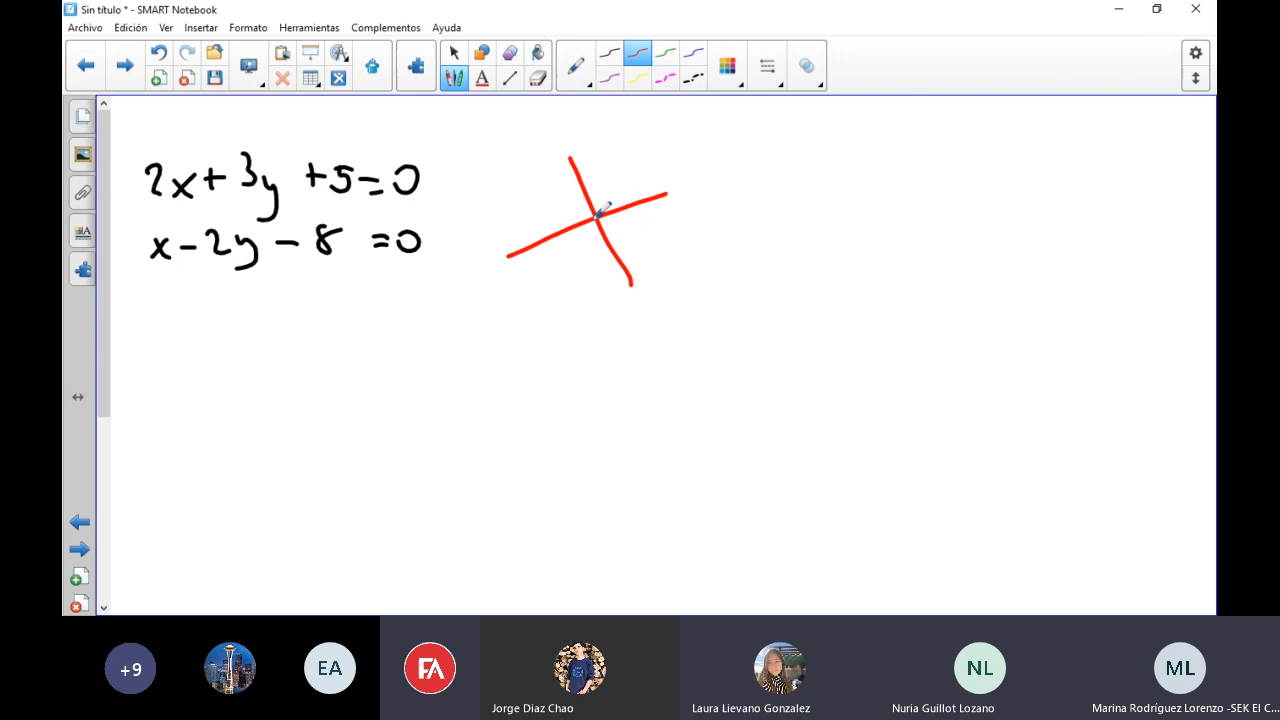 Sin título * - SMART Notebook
Archivo Edición Ver Insertar Formato Herramientas Complementos Ayuda
A
2x+3y +5=0
x-2y-8 =0
A
+9
EA
FA
NL
ML
Jorge Diaz Chao
Laura Lievano Gonzalez
Nuria Guillot Lozano
Marina Rodríguez Lorenzo -SEK El C...